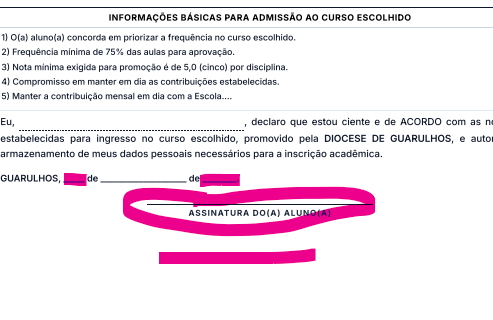 INFORMAÇÕES BÁSICAS PARA ADMISSÃO AO CURSO ESCOLHIDO
1) O(a) aluno(a) concorda em priorizar a frequência no curso escolhido.
2) Frequência mínima de 75% das aulas para aprovação.
3) Nota mínima exigida para promoção é de 5,0 (cinco) por disciplina.
4) Compromisso em manter em dia as contribuições estabelecidas.
5) Manter a contribuição mensal em dia com a Escola....
Eu, , declaro que estou ciente e de ACORDO com as
estabelecidas para ingresso no curso escolhido, promovido pela DIOCESE DE GUARULHOS, e
armazenamento de meus dados pessoais necessários para a inscrição acadêmica.
GUARULHOS, de de
ASSINATURA DO(A) ALUNO(A)